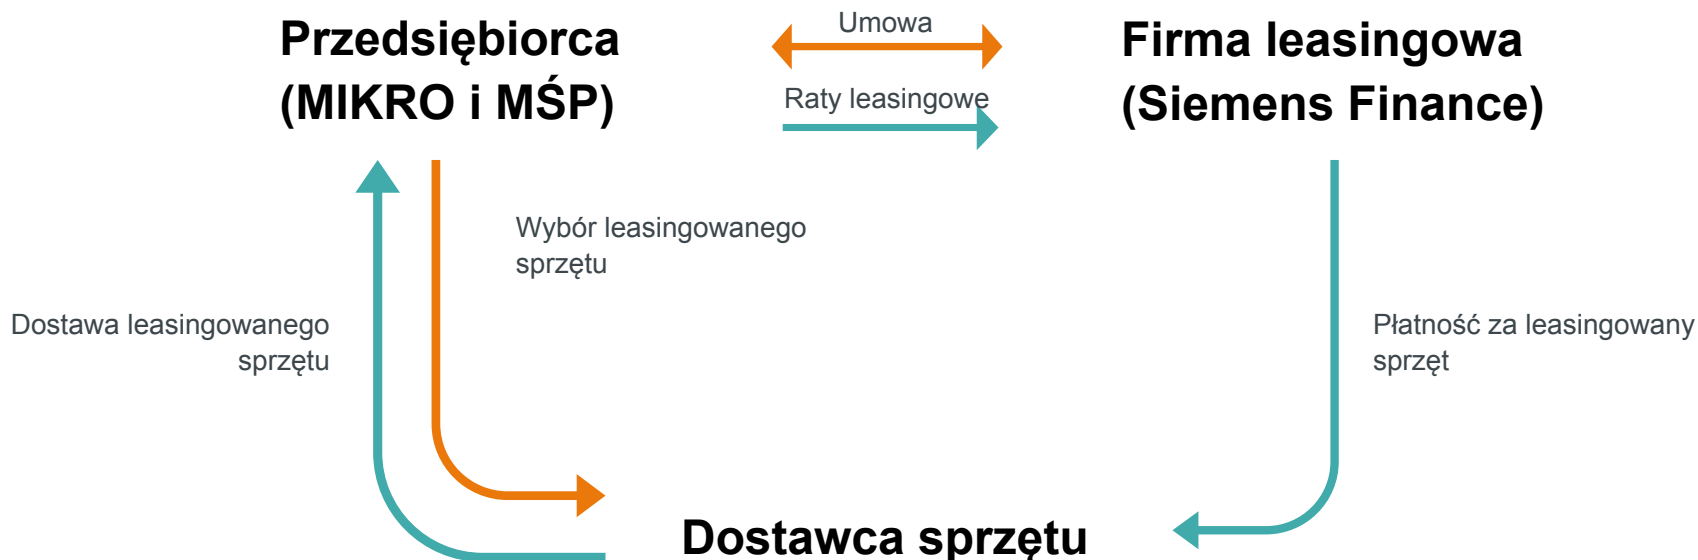 Przedsiębiorca
(MIKRO i MŚP)
Umowa
Raty leasingowe
Firma leasingowa
(Siemens Finance)
Wybór leasingowanego
sprzętu
Dostawa leasingowanego
sprzętu
Płatność za leasingowany
sprzęt
Dostawca sprzętu